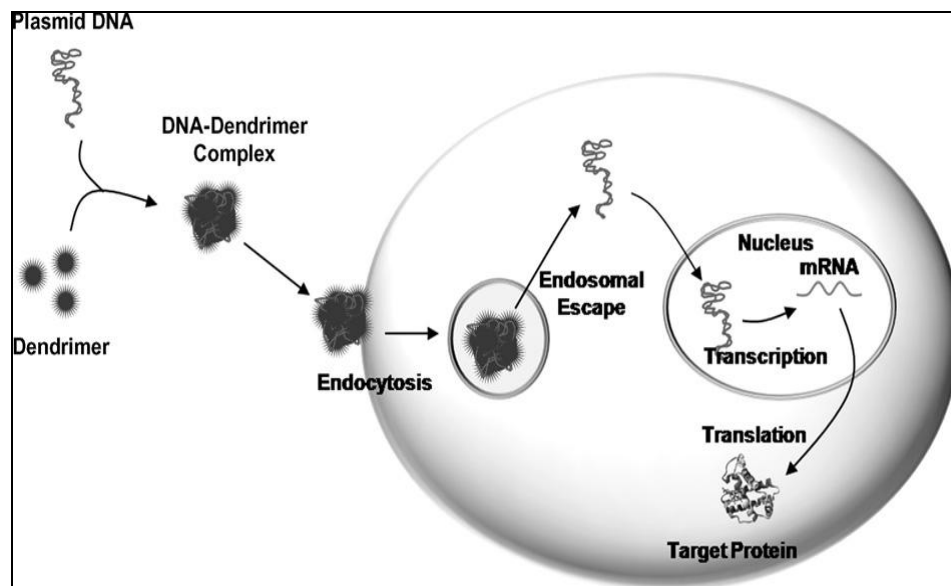 Plasmid DNA
DNA-Dendrimer
Complex
Dendrimer
Endocytosis
Endosomal
Escape
Nucleus
mRNA
Transcription
Translation
Target Protein